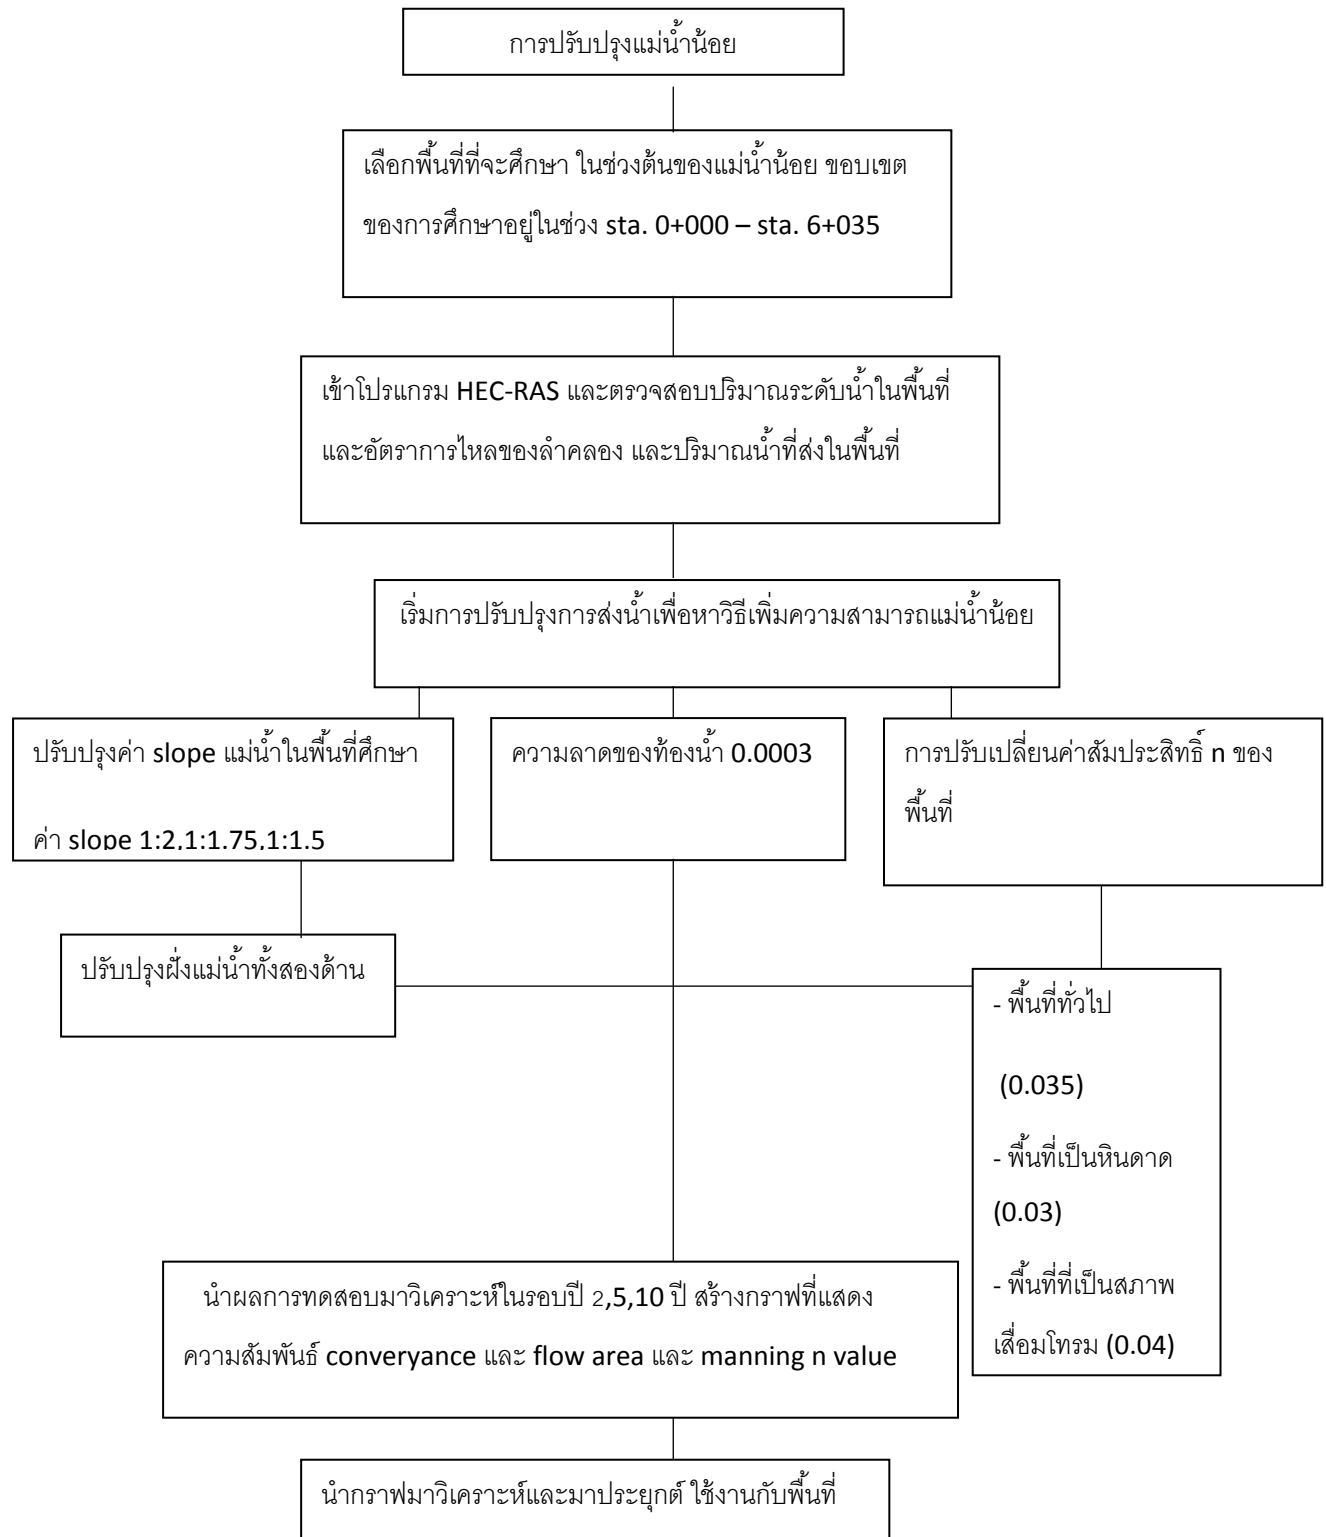 การปรับปรุงแม่น้ำน้อย
เลือกพื้นที่ที่จะศึกษา ในช่วงต้นของแม่น้ำน้อย ขอบเขต
ของการศึกษาอยู่ในช่วง sta. 0+000 – sta. 6+035
เข้าโปรแกรม HEC-RAS และตรวจสอบปริมาณระดับน้ำในพื้นที่
และอัตราการไหลของลำคลอง และปริมาณน้ำที่ส่งในพื้นที่
เริ่มการปรับปรุงการส่งน้ำเพื่อหาวิธีเพิ่มความสามารถแม่น้ำน้อย
ปรับปรุงค่า slope แม่น้ำในพื้นที่ศึกษา
ค่า slope 1:2,1:1.75,1:1.5
ความลาดของท้องน้ำ 0.0003
การปรับเปลี่ยนค่าสัมประสิทธิ์ n ของ
พื้นที่
ปรับปรุงฝั่งแม่น้ำทั้งสองด้าน
- พื้นที่ทั่วไป
(0.035)
- พื้นที่เป็นหินดาด
(0.03)
- พื้นที่ที่เป็นสภาพ
เสื่อมโทรม (0.04)
นำผลการทดสอบมาวิเคราะห์ในรอบปี 2,5,10 ปี สร้างกราฟที่แสดง
ความสัมพันธ์ converyance และ flow area และ manning n value
นำกราฟมาวิเคราะห์และมาประยุกต์ ใช้งานกับพื้นที่